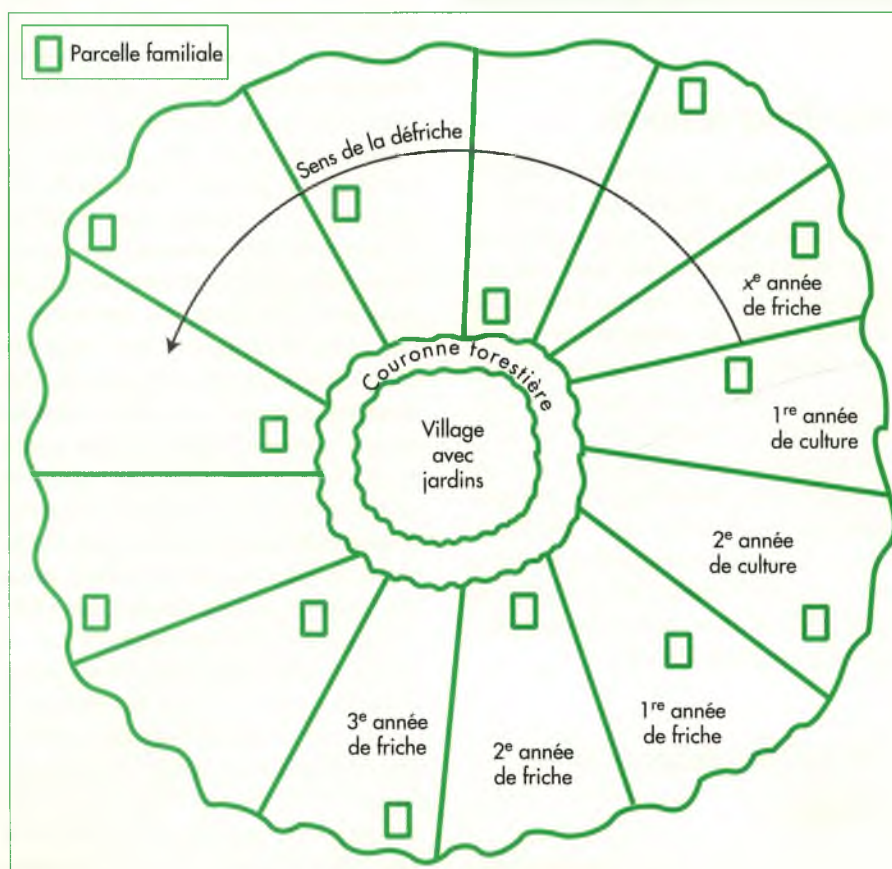 Parcelle familiale
Sens de la défriche
xᵉ année
de friche
Couronne forestière
1ʳᵉ année
de culture
Village
avec
jardins
2ᵉ année
de culture
1ʳᵉ année
de friche
3ᵉ année
de friche
2ᵉ année
de friche